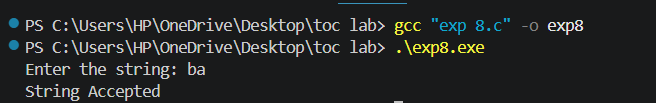 PS C:\Users\HP\OneDrive\Desktop\toc lab> gcc "exp 8.c" -o exp8
PS C:\Users\HP\OneDrive\Desktop\toc lab> .\exp8.exe
Enter the string: ba
String Accepted